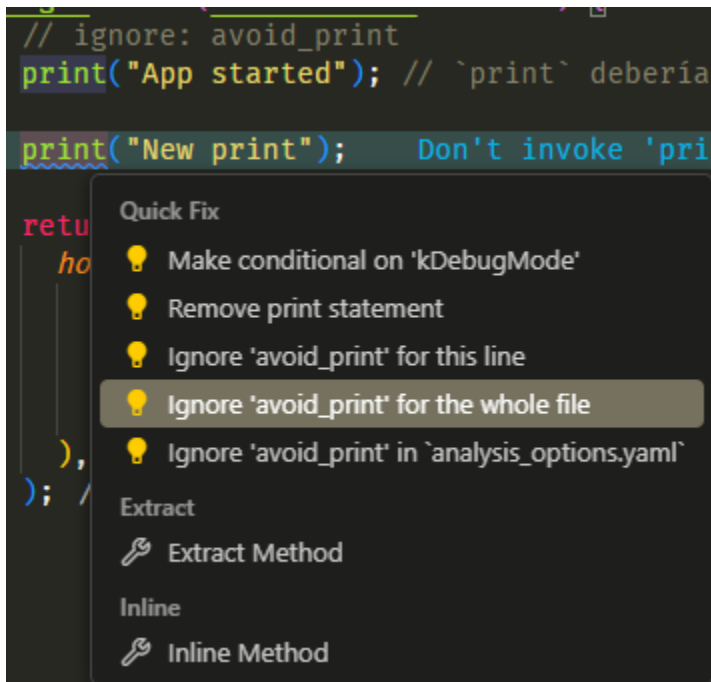 // ignore: avoid_print
print("App started"); // `print` debería
print("New print"); Don't invoke 'pri
Quick Fix
retu
Make conditional on 'kDebugMode'
ho
Remove print statement
Ignore 'avoid_print' for this line
Ignore 'avoid_print' for the whole file
Ignore 'avoid_print' in `analysis_options.yaml`
),
); /
Extract
Extract Method
Inline
Inline Method